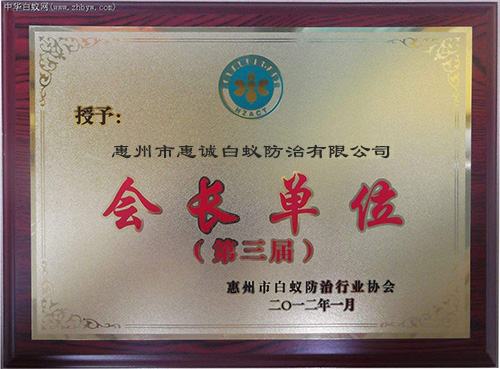 中华白蚁网(www.zhbyw.com)
HZACT
授予：
惠州市惠诚白蚁防治有限公司
会长单位
（第三届）
惠州市白蚁防治行业协会
二〇一二年一月